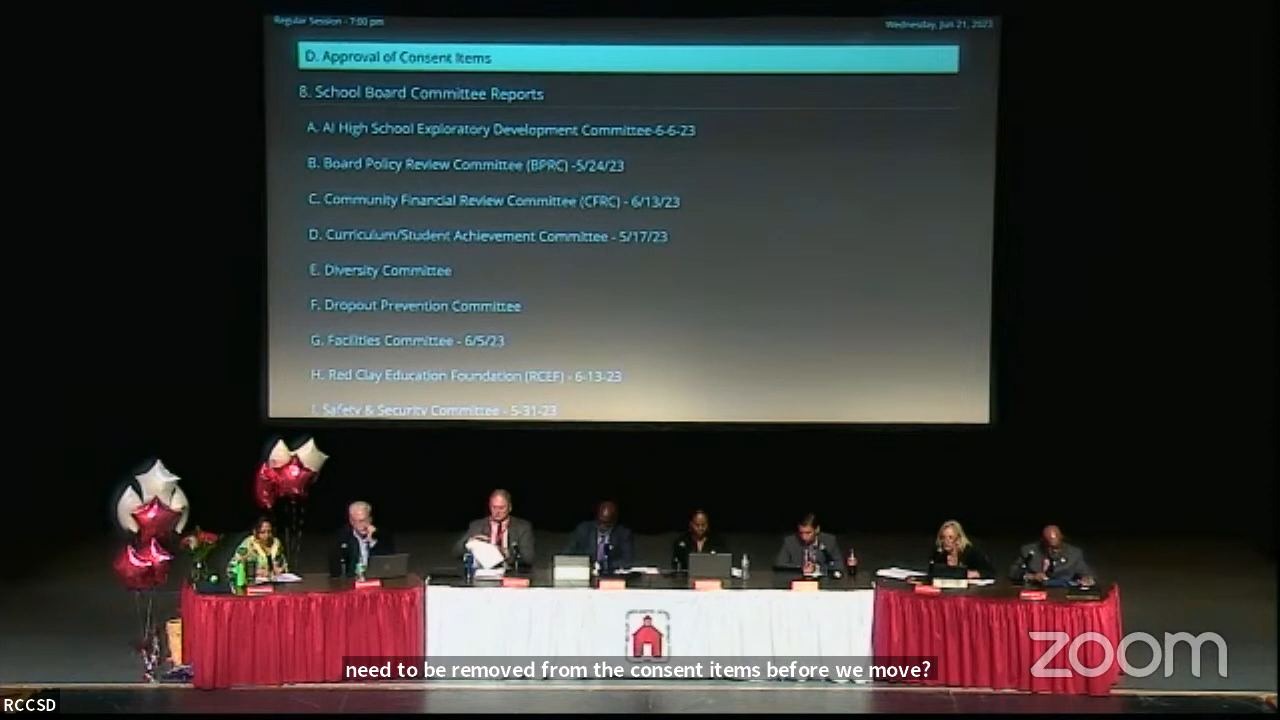 Regular Session - 7:00 pm
Wednesday, Jun 21, 2023
D. Approval of Consent Items
8. School Board Committee Reports
A. AI High School Exploratory Development Committee-6-6-23
B. Board Policy Review Committee (BPRC) -5/24/23
C. Community Financial Review Committee (CFRC) - 6/13/23
D. Curriculum/Student Achievement Committee - 5/17/23
E. Diversity Committee
F. Dropout Prevention Committee
G. Facilities Committee - 6/5/23
H. Red Clay Education Foundation (RCEF) - 6-13-23
I. Safety & Security Committee - 5-31-23
need to be removed from the consent items before we move?
zoom
RCCSD